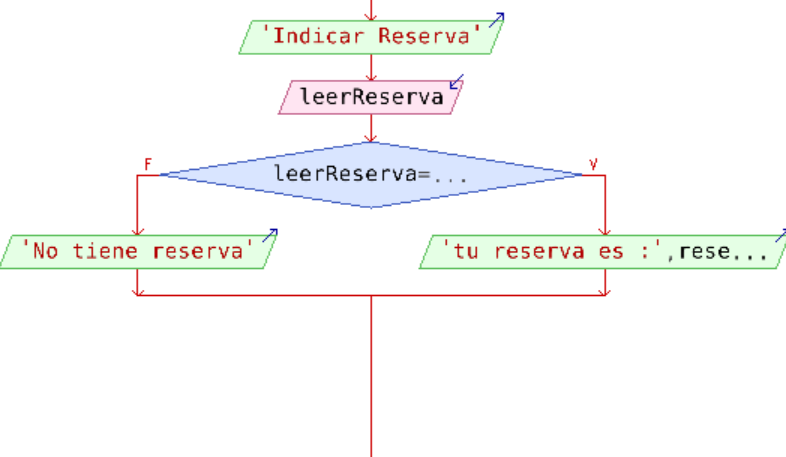 'Indicar Reserva'
leerReserva
F
V
leerReserva=...
'No tiene reserva'
'tu reserva es :',rese...